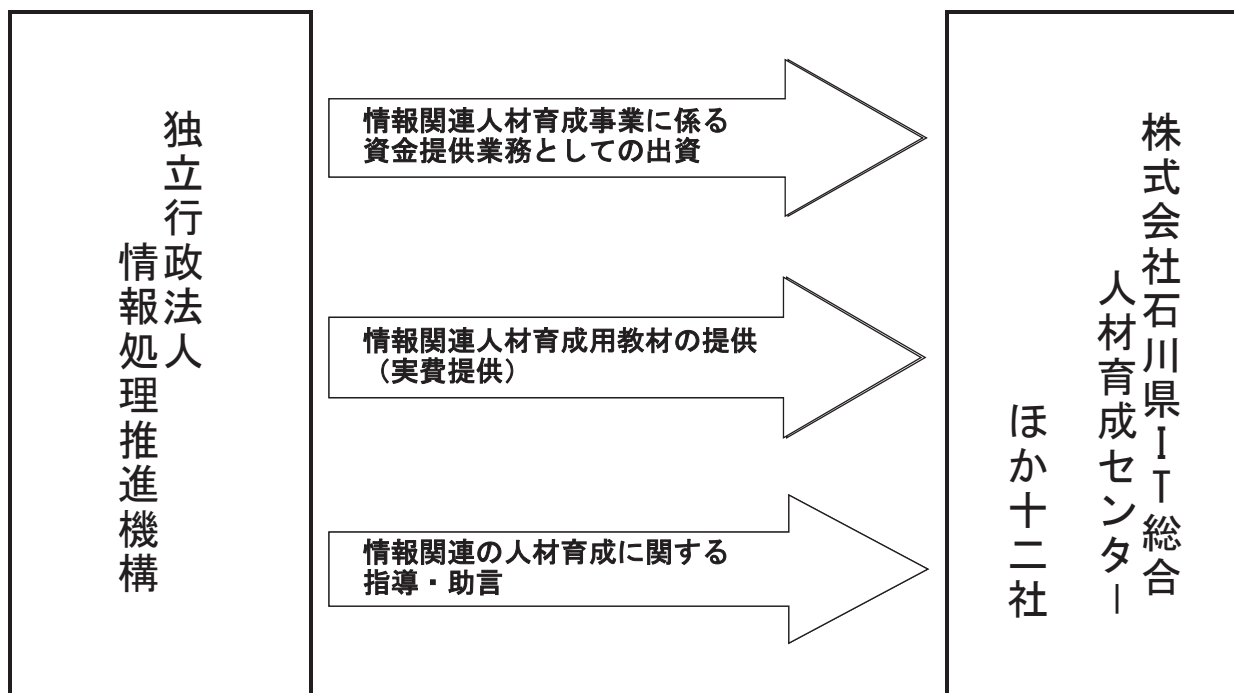 独立行政法人
情報処理推進機構
情報関連人材育成事業に係る
資金提供業務としての出資
情報関連人材育成用教材の提供
（実費提供）
情報関連の人材育成に関する
指導・助言
株式会社石川県ＩＴ総合
人材育成センター
ほか十二社